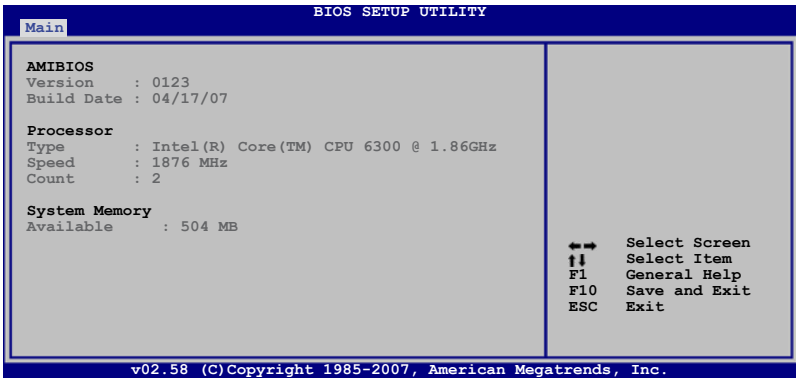 BIOS SETUP UTILITY
Main
AMIBIOS
Version : 0123
Build Date : 04/17/07
Processor
Type : Intel(R) Core(TM) CPU 6300 @ 1.86GHz
Speed : 1876 MHz
Count : 2
System Memory
Available : 504 MB
←→ Select Screen
↑↓ Select Item
F1 General Help
F10 Save and Exit
ESC Exit
v02.58 (C)Copyright 1985-2007, American Megatrends, Inc.